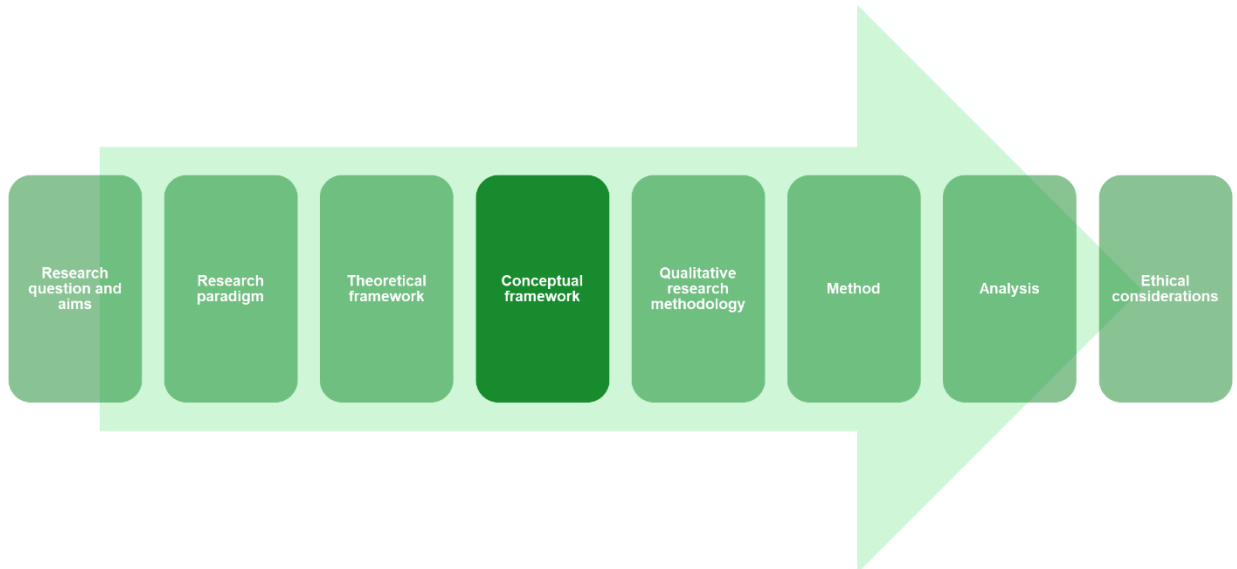 Research
question and
aims
Research
paradigm
Theoretical
framework
Conceptual
framework
Qualitative
research
methodology
Method
Analysis
Ethical
considerations